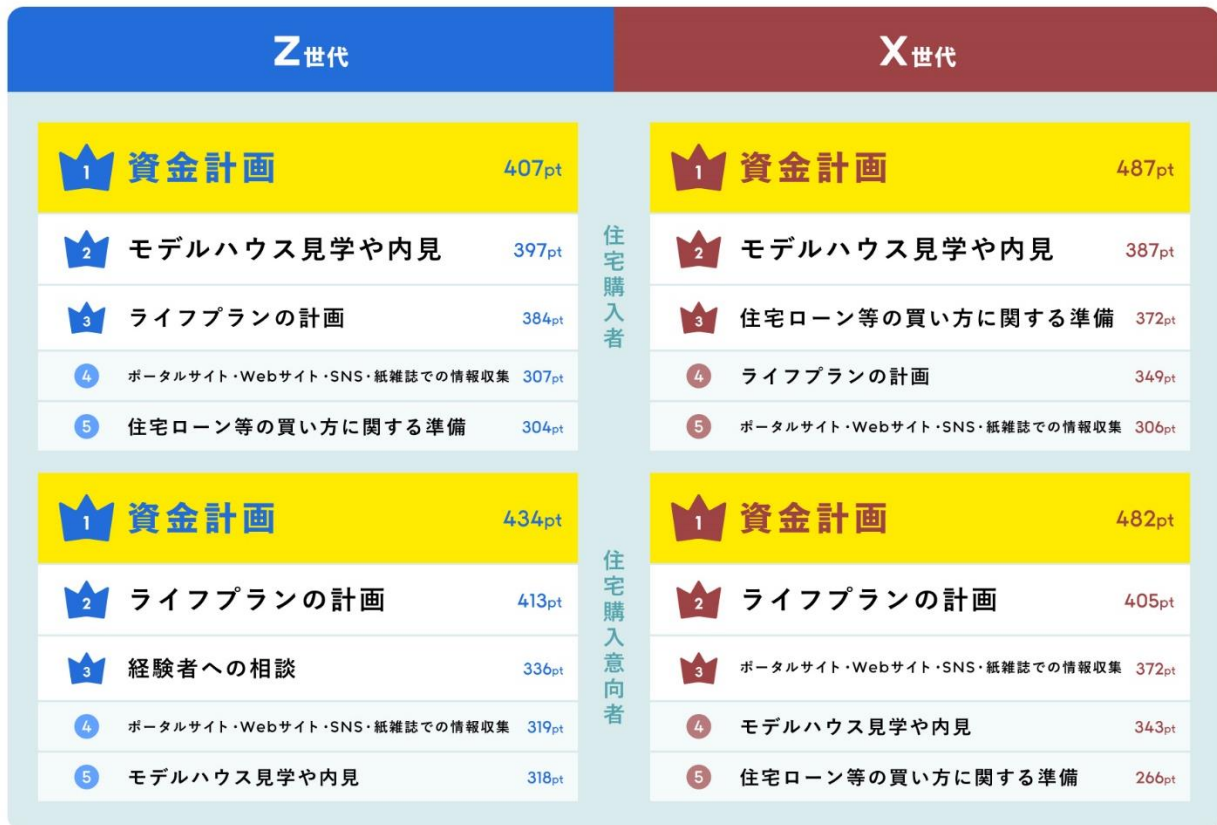 Z世代
X世代
1 資金計画 407pt
2 モデルハウス見学や内見 397pt
3 ライフプランの計画 384pt
4 ポータルサイト・Webサイト・SNS・紙雑誌での情報収集 307pt
5 住宅ローン等の買い方に関する準備 304pt
住宅購入者
1 資金計画 487pt
2 モデルハウス見学や内見 387pt
3 住宅ローン等の買い方に関する準備 372pt
4 ライフプランの計画 349pt
5 ポータルサイト・Webサイト・SNS・紙雑誌での情報収集 306pt
1 資金計画 434pt
2 ライフプランの計画 413pt
3 経験者への相談 336pt
4 ポータルサイト・Webサイト・SNS・紙雑誌での情報収集 319pt
5 モデルハウス見学や内見 318pt
住宅購入意向者
1 資金計画 482pt
2 ライフプランの計画 405pt
3 ポータルサイト・Webサイト・SNS・紙雑誌での情報収集 372pt
4 モデルハウス見学や内見 343pt
5 住宅ローン等の買い方に関する準備 266pt